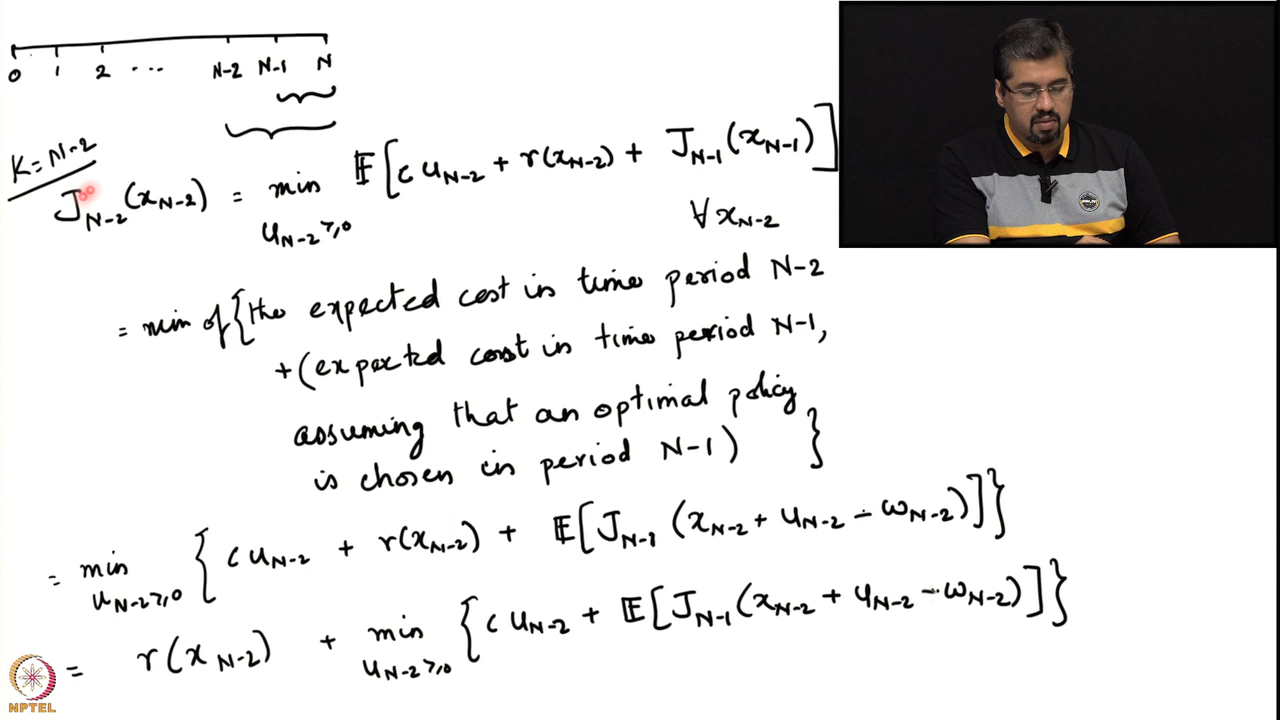 0 1 2 ... N-2 N-1 N
K=N-2
J_{N-2}(x_{N-2}) = min_{u_{N-2}≥0} 𝔼[c u_{N-2} + r(x_{N-2}) + J_{N-1}(x_{N-1})]
∀ x_{N-2}
= min of {the expected cost in time period N-2
+ (expected cost in time period N-1,
assuming that an optimal policy
is chosen in period N-1) }
= min_{u_{N-2}≥0} { c u_{N-2} + r(x_{N-2}) + 𝔼[J_{N-1} (x_{N-2} + u_{N-2} - ω_{N-2})]}
= r(x_{N-2}) + min_{u_{N-2}≥0} {c u_{N-2} + 𝔼[J_{N-1}(x_{N-2} + u_{N-2} - ω_{N-2})]}
NPTEL